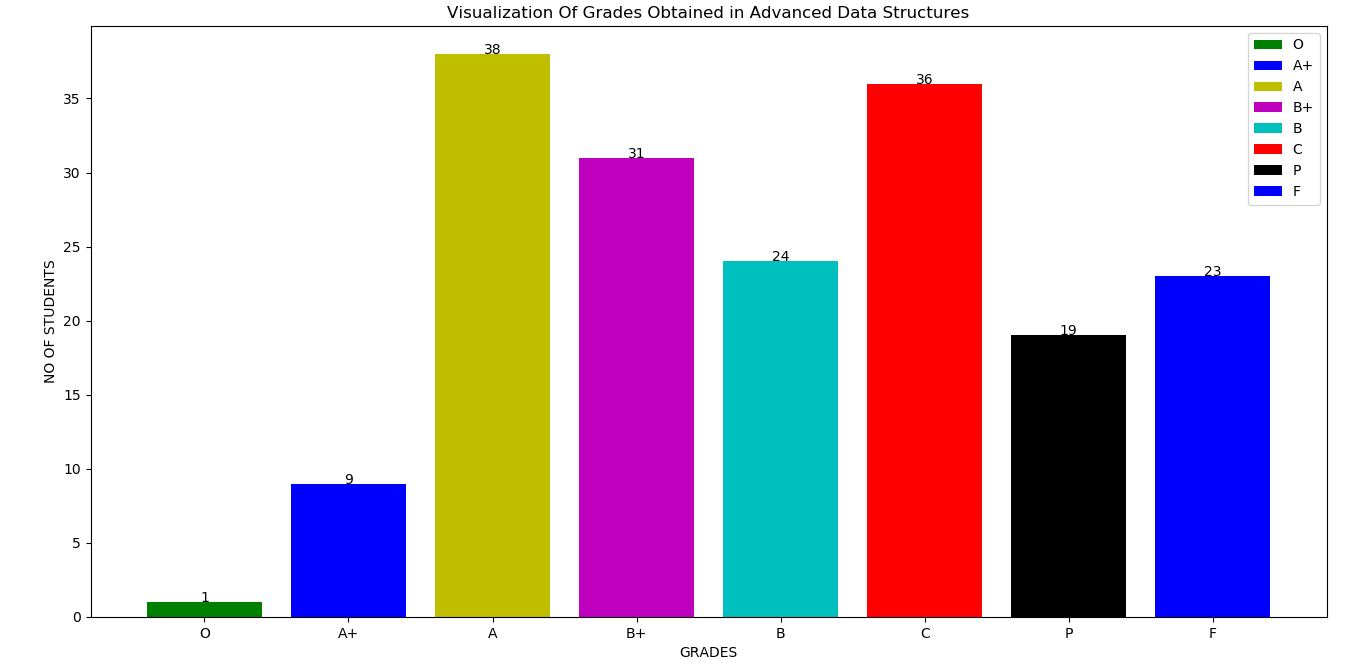 Visualization Of Grades Obtained in Advanced Data Structures
38
36
31
24
23
19
9
1
O
A+
A
B+
B
C
P
F
35
30
25
20
15
10
5
0
NO OF STUDENTS
O A+ A B+ B C P F
GRADES